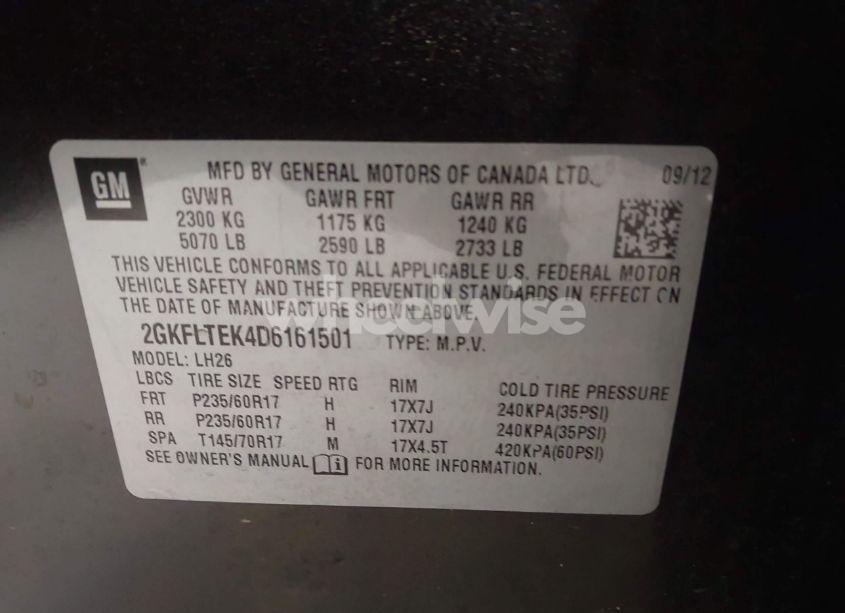 GM
MFD BY GENERAL MOTORS OF CANADA LTD. 09/12
GVWR GAWR FRT GAWR RR
2300 KG 1175 KG 1240 KG
5070 LB 2590 LB 2733 LB
THIS VEHICLE CONFORMS TO ALL APPLICABLE U.S. FEDERAL MOTOR
VEHICLE SAFETY AND THEFT PREVENTION STANDARDS IN EFFECT ON
THE DATE OF MANUFACTURE SHOWN ABOVE.
wheelwise
2GKFLTEK4D6161501 TYPE: M.P.V.
MODEL: LH26
LBCS TIRE SIZE SPEED RTG RIM COLD TIRE PRESSURE
FRT P235/60R17 H 17X7J 240KPA(35PSI)
RR P235/60R17 H 17X7J 240KPA(35PSI)
SPA T145/70R17 M 17X4.5T 420KPA(60PSI)
SEE OWNER'S MANUAL FOR MORE INFORMATION.